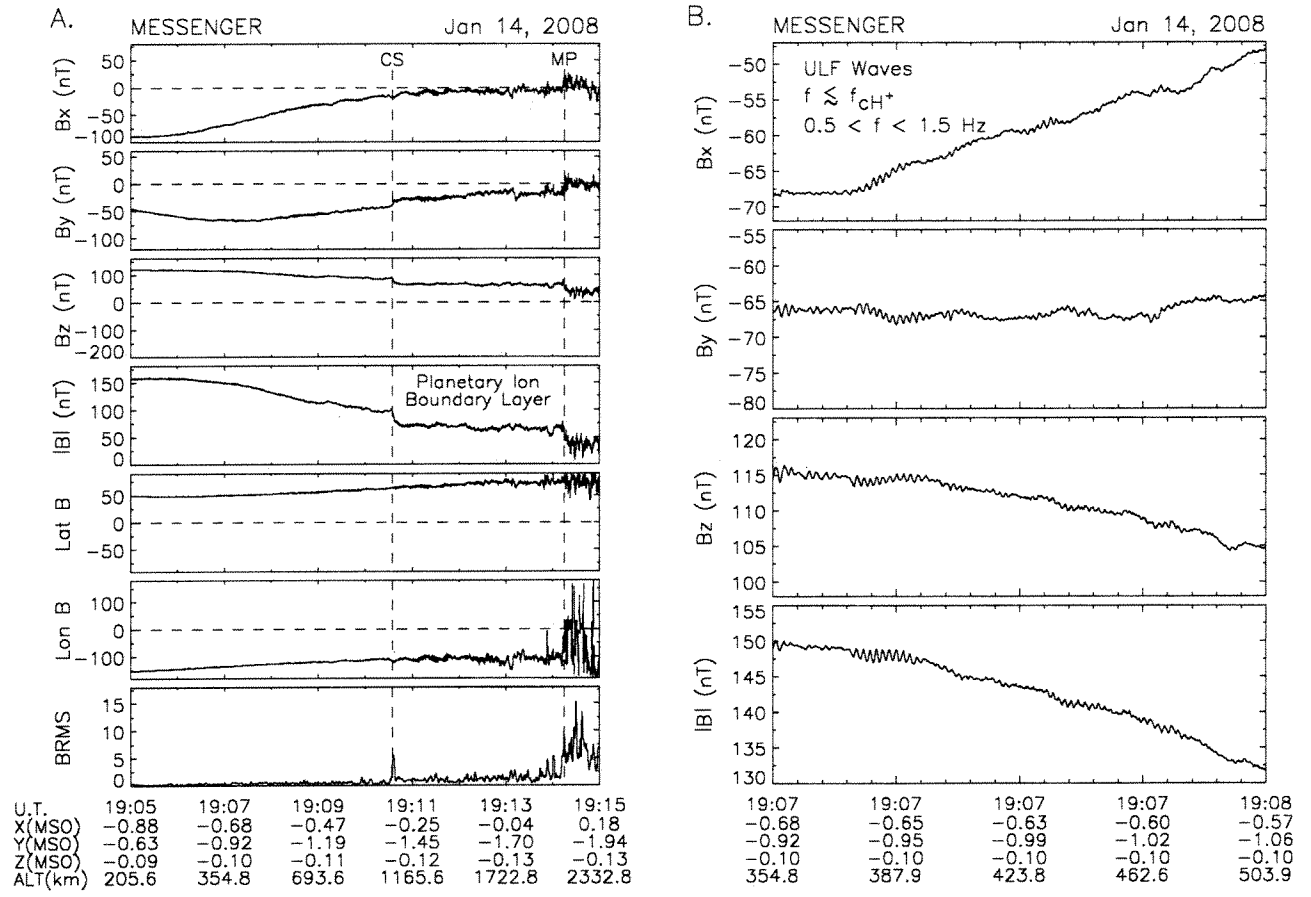 A.
MESSENGER Jan 14, 2008
CS MP
Bx (nT)
50
0
−50
−100
By (nT)
50
0
−50
−100
Bz (nT)
100
0
−100
−200
|B| (nT)
150
100
50
0
Planetary Ion
Boundary Layer
Lat B
50
0
−50
Lon B
100
0
−100
BRMS
15
10
5
0
U.T. 19:05 19:07 19:09 19:11 19:13 19:15
X(MSO) −0.88 −0.68 −0.47 −0.25 −0.04 0.18
Y(MSO) −0.63 −0.92 −1.19 −1.45 −1.70 −1.94
Z(MSO) −0.09 −0.10 −0.11 −0.12 −0.13 −0.13
ALT(km) 205.6 354.8 693.6 1165.6 1722.8 2332.8
B.
MESSENGER Jan 14, 2008
ULF Waves
f ≲ fcH+
0.5 < f < 1.5 Hz
Bx (nT)
−50
−55
−60
−65
−70
By (nT)
−55
−60
−65
−70
−75
−80
Bz (nT)
120
115
110
105
100
|B| (nT)
155
150
145
140
135
130
19:07 19:07 19:07 19:07 19:08
−0.68 −0.65 −0.63 −0.60 −0.57
−0.92 −0.95 −0.99 −1.02 −1.06
−0.10 −0.10 −0.10 −0.10 −0.10
354.8 387.9 423.8 462.6 503.9